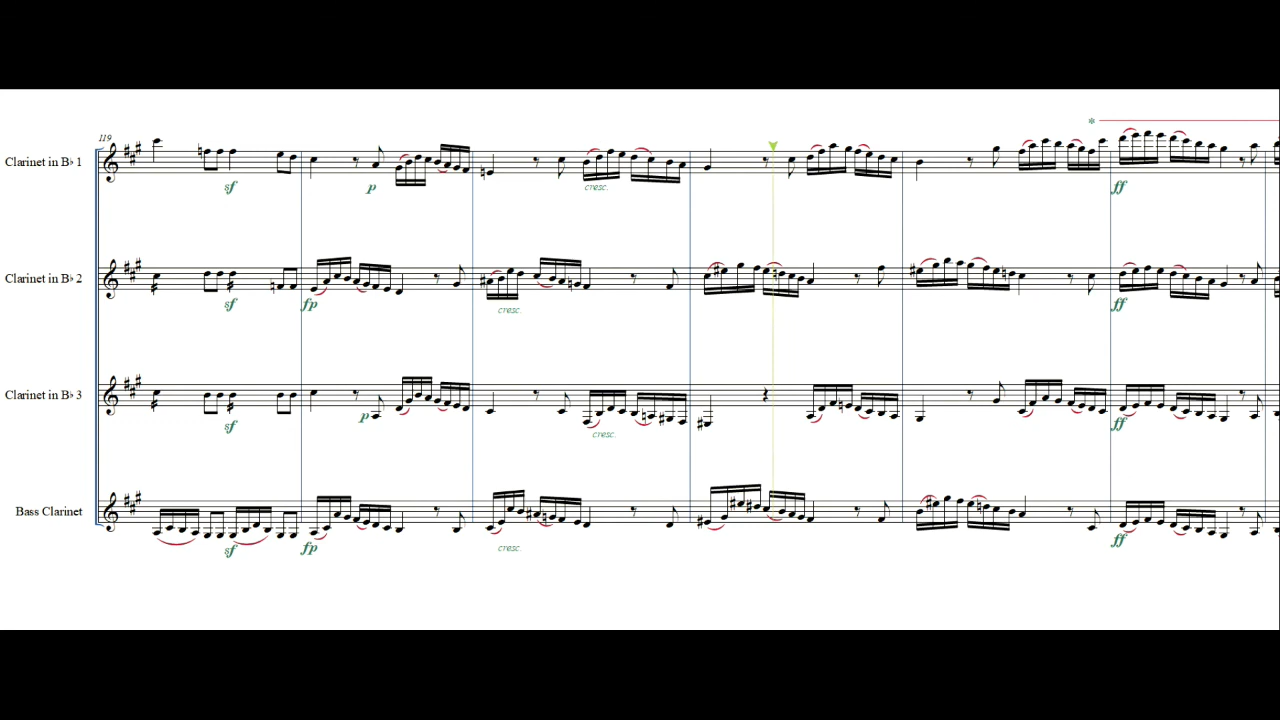 119
Clarinet in B♭ 1
sf
p
cresc.
*
ff
Clarinet in B♭ 2
sf
fp
cresc.
ff
Clarinet in B♭ 3
sf
p
cresc.
ff
Bass Clarinet
sf
fp
cresc.
ff